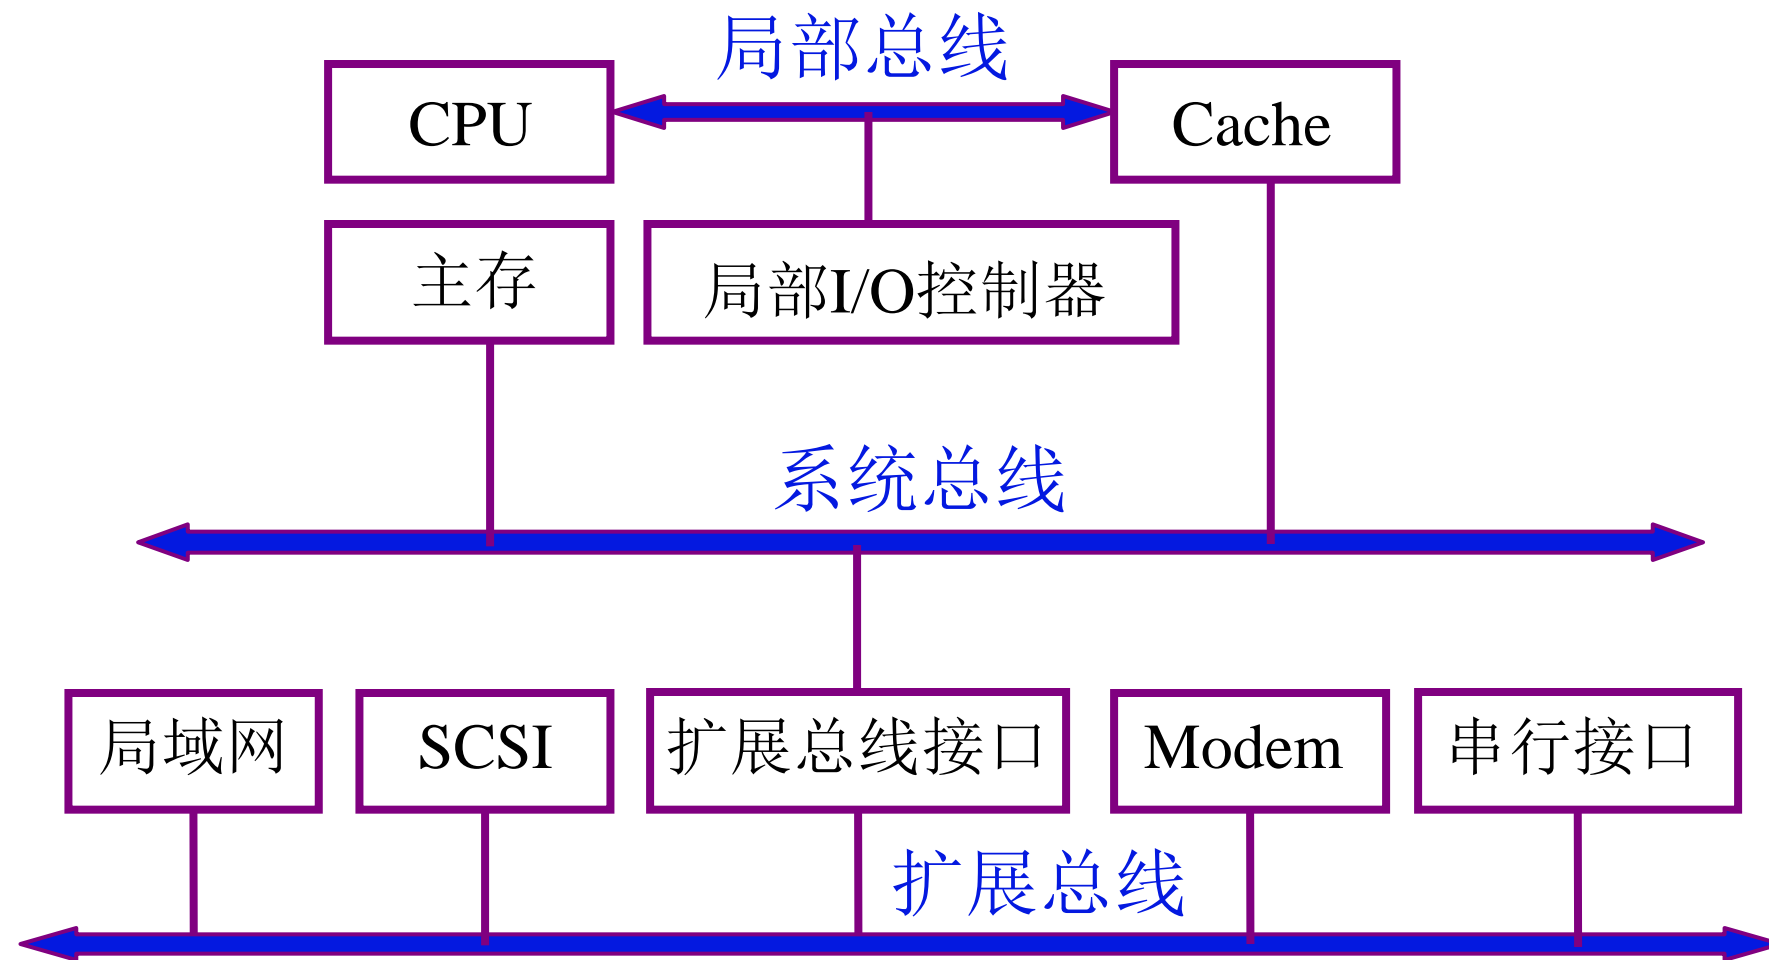 局部总线
CPU
Cache
主存
局部I/O控制器
系统总线
局域网
SCSI
扩展总线接口
Modem
串行接口
扩展总线